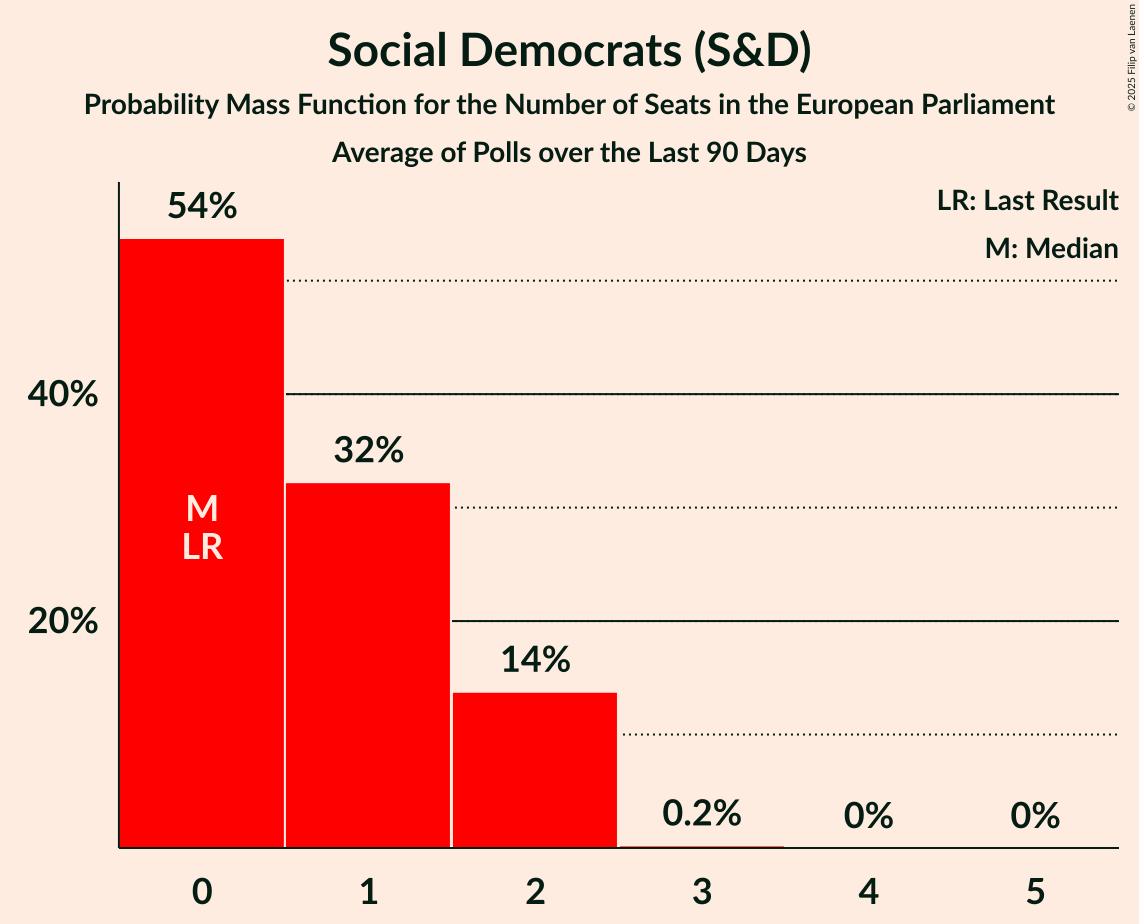 Social Democrats (S&D)
Probability Mass Function for the Number of Seats in the European Parliament
Average of Polls over the Last 90 Days
© 2025 Filip van Laenen
LR: Last Result
M: Median
54%
40%
32%
M
LR
20%
14%
0.2%
0%
0%
0
1
2
3
4
5